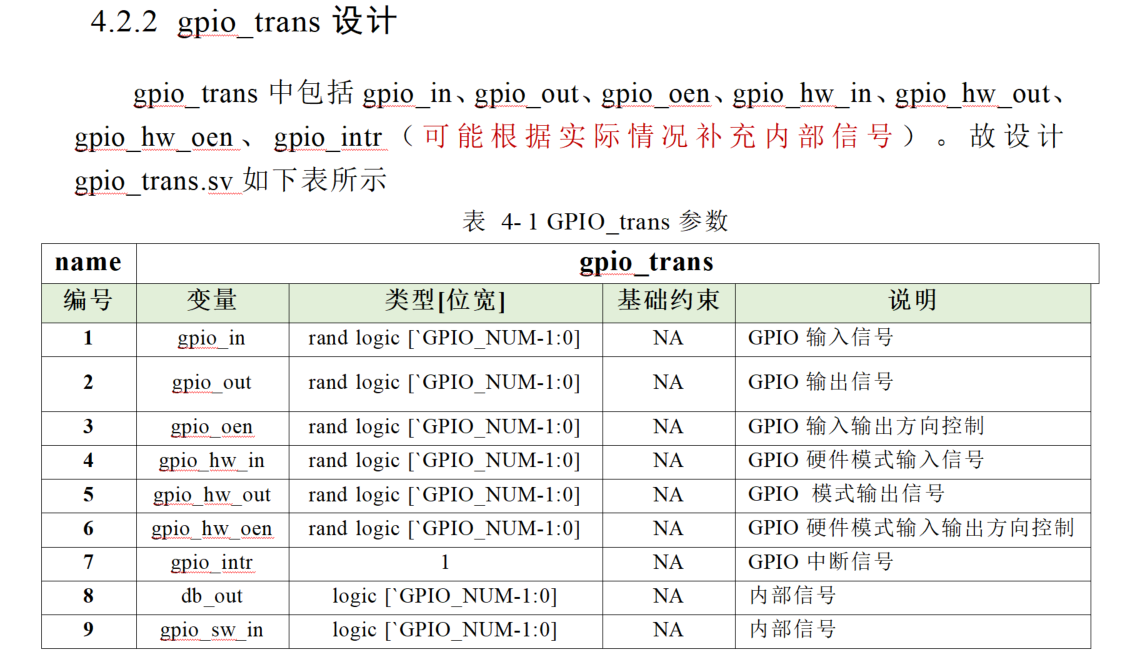 4.2.2 gpio_trans 设计
gpio_trans 中包括 gpio_in、gpio_out、gpio_oen、gpio_hw_in、gpio_hw_out、
gpio_hw_oen、gpio_intr（可能根据实际情况补充内部信号）。故设计
gpio_trans.sv 如下表所示
表 4- 1 GPIO_trans 参数
name gpio_trans
编号 变量 类型[位宽] 基础约束 说明
1 gpio_in rand logic [`GPIO_NUM-1:0] NA GPIO 输入信号
2 gpio_out rand logic [`GPIO_NUM-1:0] NA GPIO 输出信号
3 gpio_oen rand logic [`GPIO_NUM-1:0] NA GPIO 输入输出方向控制
4 gpio_hw_in rand logic [`GPIO_NUM-1:0] NA GPIO 硬件模式输入信号
5 gpio_hw_out rand logic [`GPIO_NUM-1:0] NA GPIO 模式输出信号
6 gpio_hw_oen rand logic [`GPIO_NUM-1:0] NA GPIO 硬件模式输入输出方向控制
7 gpio_intr 1 NA GPIO 中断信号
8 db_out logic [`GPIO_NUM-1:0] NA 内部信号
9 gpio_sw_in logic [`GPIO_NUM-1:0] NA 内部信号